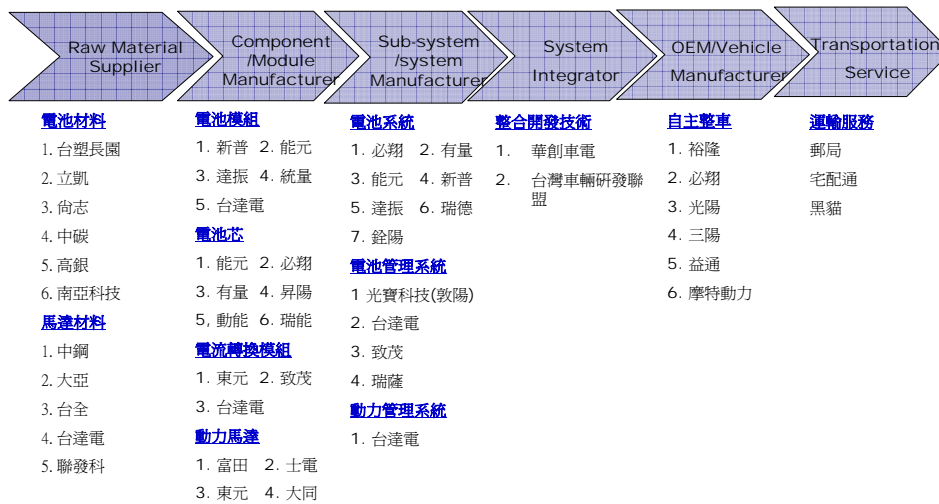 Raw Material
Supplier
Component
/Module
Manufacturer
Sub-system
/system
Manufacturer
System
Integrator
OEM/Vehicle
Manufacturer
Transportation
Service
電池材料
1. 台塑長園
2. 立凱
3. 尙志
4. 中碳
5. 高銀
6. 南亞科技
馬達材料
1. 中鋼
2. 大亞
3. 台全
4. 台達電
5. 聯發科
電池模組
1. 新普 2. 能元
3. 達振 4. 統量
5. 台達電
電池芯
1. 能元 2. 必翔
3. 有量 4. 昇陽
5, 動能 6. 瑞能
電流轉換模組
1. 東元 2. 致茂
3. 台達電
動力馬達
1. 富田 2. 士電
3. 東元 4. 大同
電池系統
1. 必翔 2. 有量
3. 能元 4. 新普
5. 達振 6. 瑞德
7. 銓陽
電池管理系統
1 光寶科技(敦陽)
2. 台達電
3. 致茂
4. 瑞薩
動力管理系統
1. 台達電
整合開發技術
1. 華創車電
2. 台灣車輛研發聯
盟
自主整車
1. 裕隆
2. 必翔
3. 光陽
4. 三陽
5. 益通
6. 摩特動力
運輸服務
郵局
宅配通
黑貓